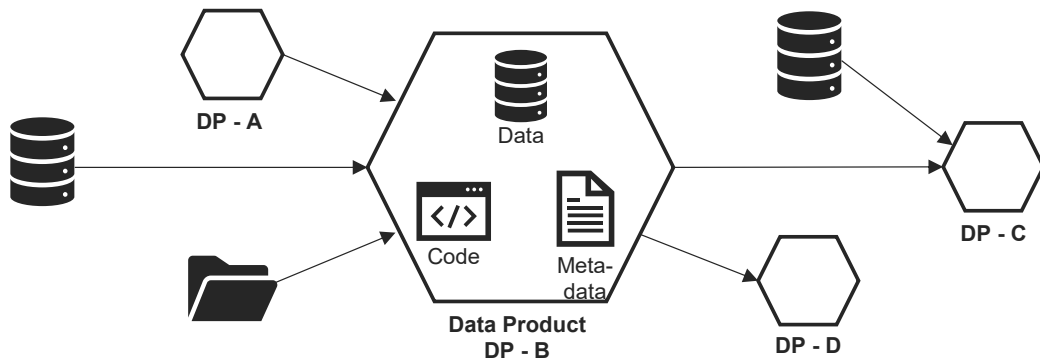 DP - A
Data
</>
Code
Meta-
data
Data Product
DP - B
DP - C
DP - D